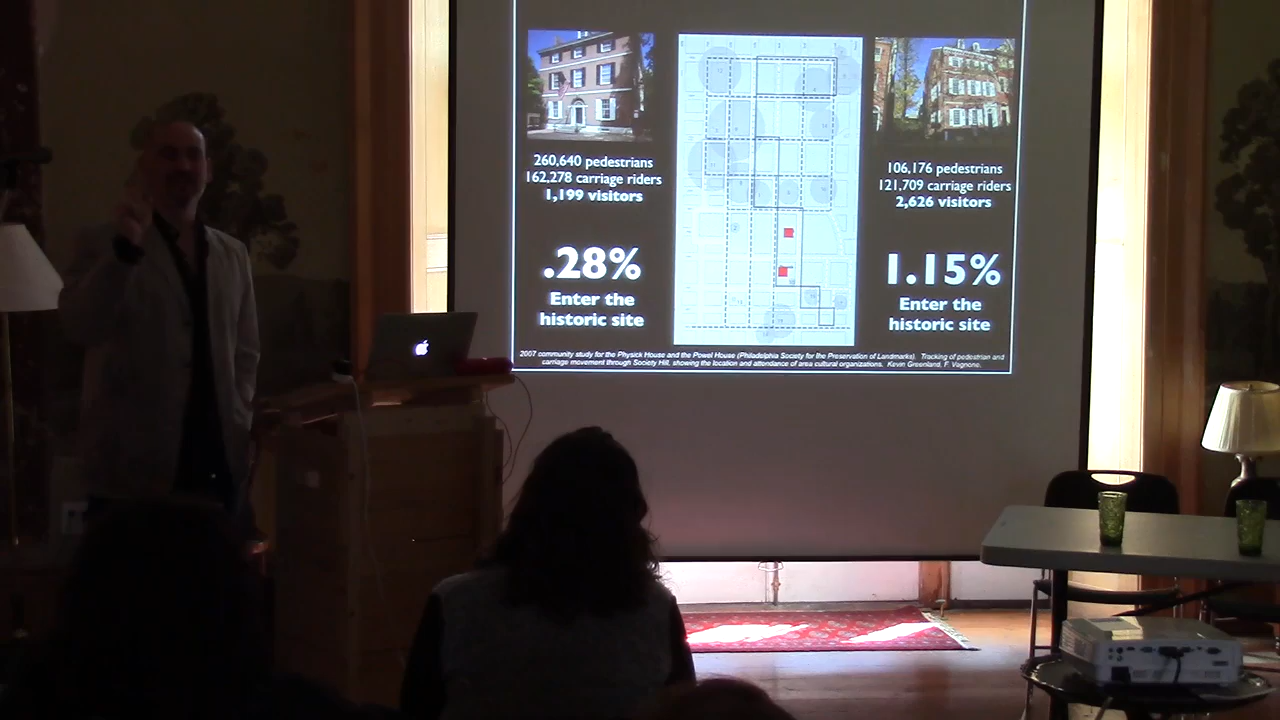 260,640 pedestrians
162,278 carriage riders
1,199 visitors
.28%
Enter the
historic site
106,176 pedestrians
121,709 carriage riders
2,626 visitors
1.15%
Enter the
historic site
2007 community study for the Physick House and the Powel House (Philadelphia Society for the Preservation of Landmarks). Tracking of pedestrian and
carriage movement through Society Hill, showing the location and attendance of area cultural organizations. Kevin Greenland, F. Vagnone.